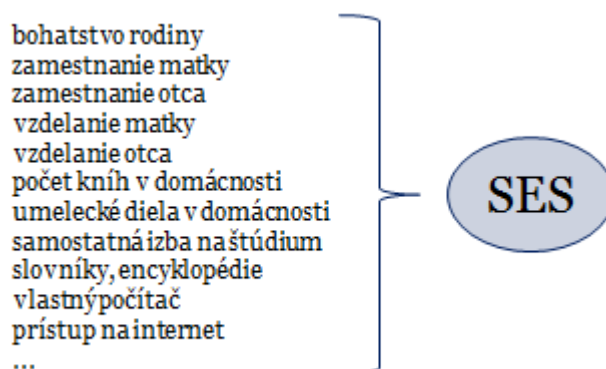 bohatstvo rodiny
zamestnanie matky
zamestnanie otca
vzdelanie matky
vzdelanie otca
počet kníh v domácnosti
umelecké diela v domácnosti
samostatná izba na štúdium
slovníky, encyklopédie
vlastný počítač
prístup na internet
...
SES